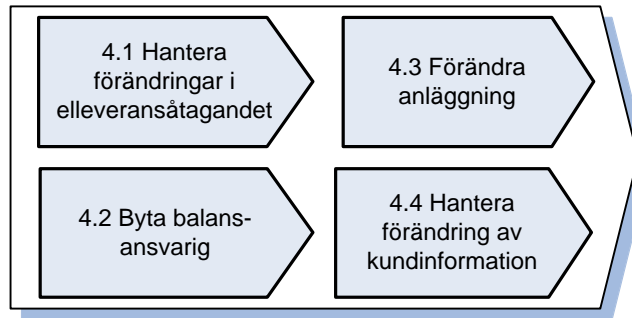 4.1 Hantera
förändringar i
elleveransåtagandet
4.2 Byta balans-
ansvarig
4.3 Förändra
anläggning
4.4 Hantera
förändring av
kundinformation